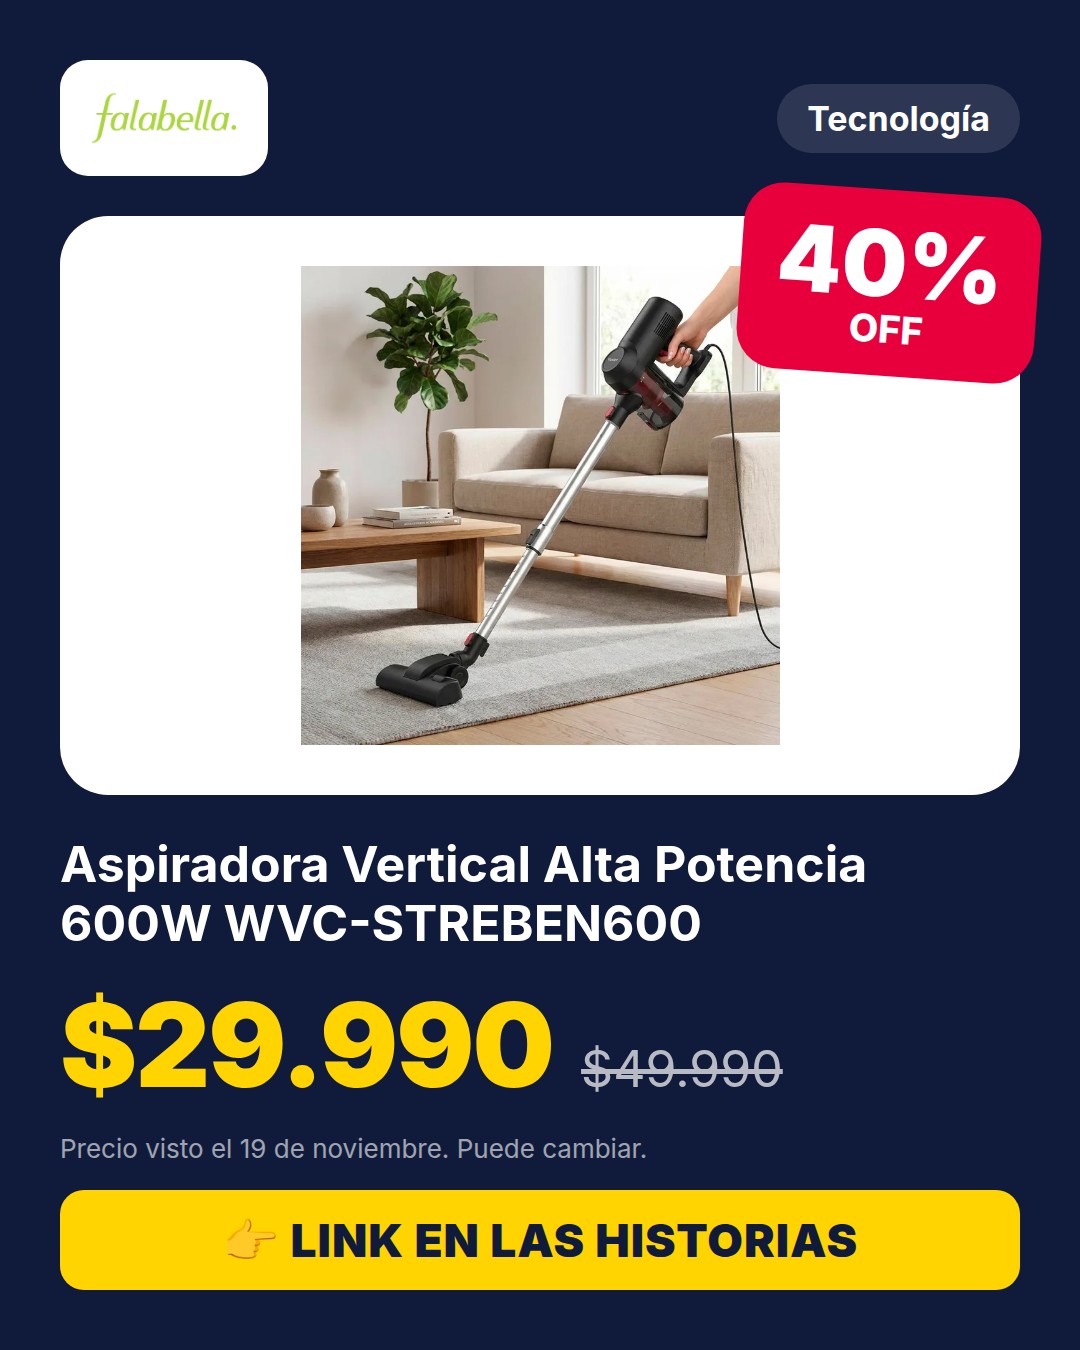 falabella.
Tecnología
40%
OFF
Aspiradora Vertical Alta Potencia
600W WVC-STREBEN600
$29.990 $49.990
Precio visto el 19 de noviembre. Puede cambiar.
👉 LINK EN LAS HISTORIAS